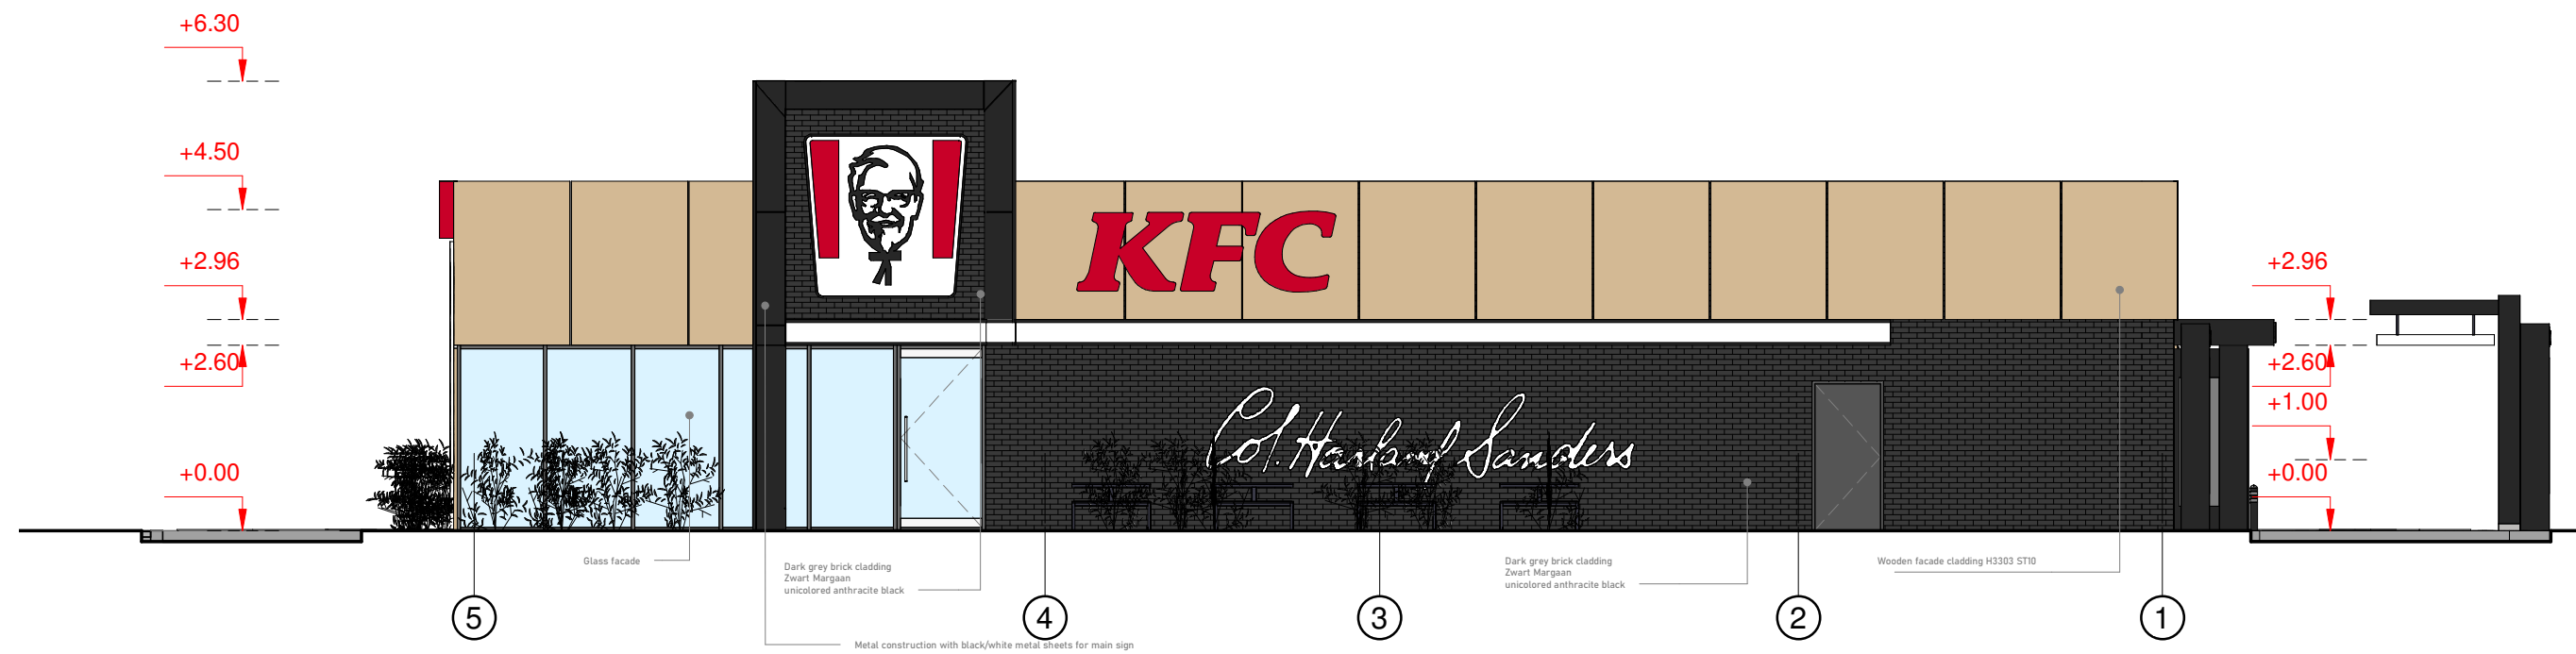 +6.30
+4.50
+2.96
+2.60
+0.00
KFC
Col. Harland Sanders
+2.96
+2.60
+1.00
+0.00
Glass facade
Dark grey brick cladding
Zwart Margaan
unicolored anthracite black
Dark grey brick cladding
Zwart Margaan
unicolored anthracite black
Wooden facade cladding H3303 ST10
5
4
3
2
1
Metal construction with black/white metal sheets for main sign